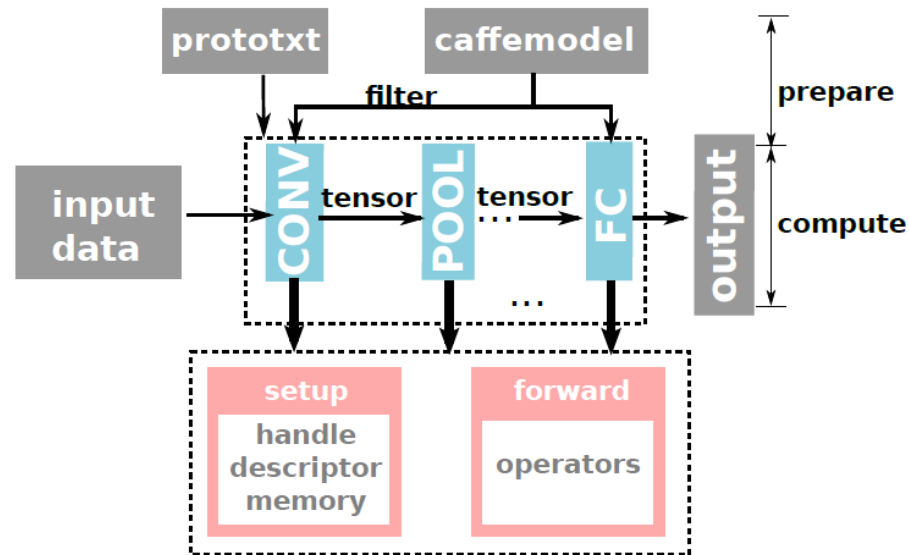 prototxt
caffemodel
filter
prepare
input
data
CONV
tensor
POOL
tensor
...
FC
output
compute
...
setup
handle
descriptor
memory
forward
operators